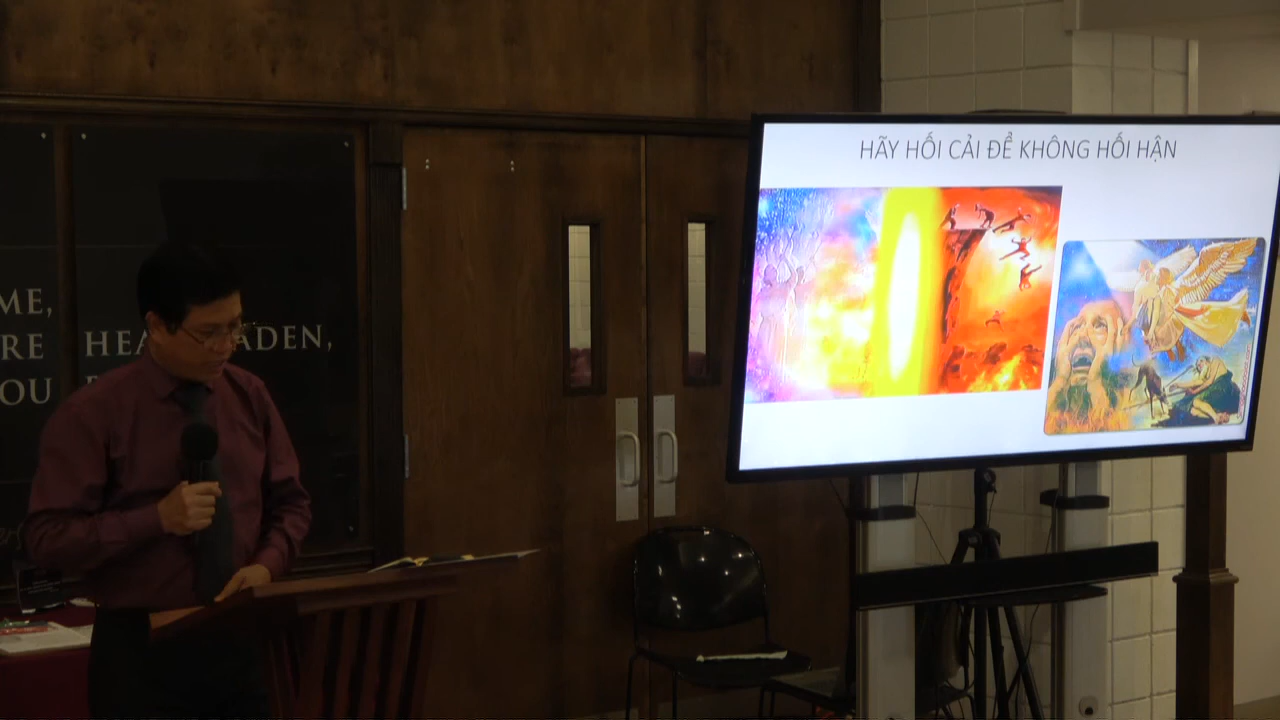 HÃY HỐI CẢI ĐỂ KHÔNG HỐI HẬN
ME,
RE
OU
HEA ADEN,